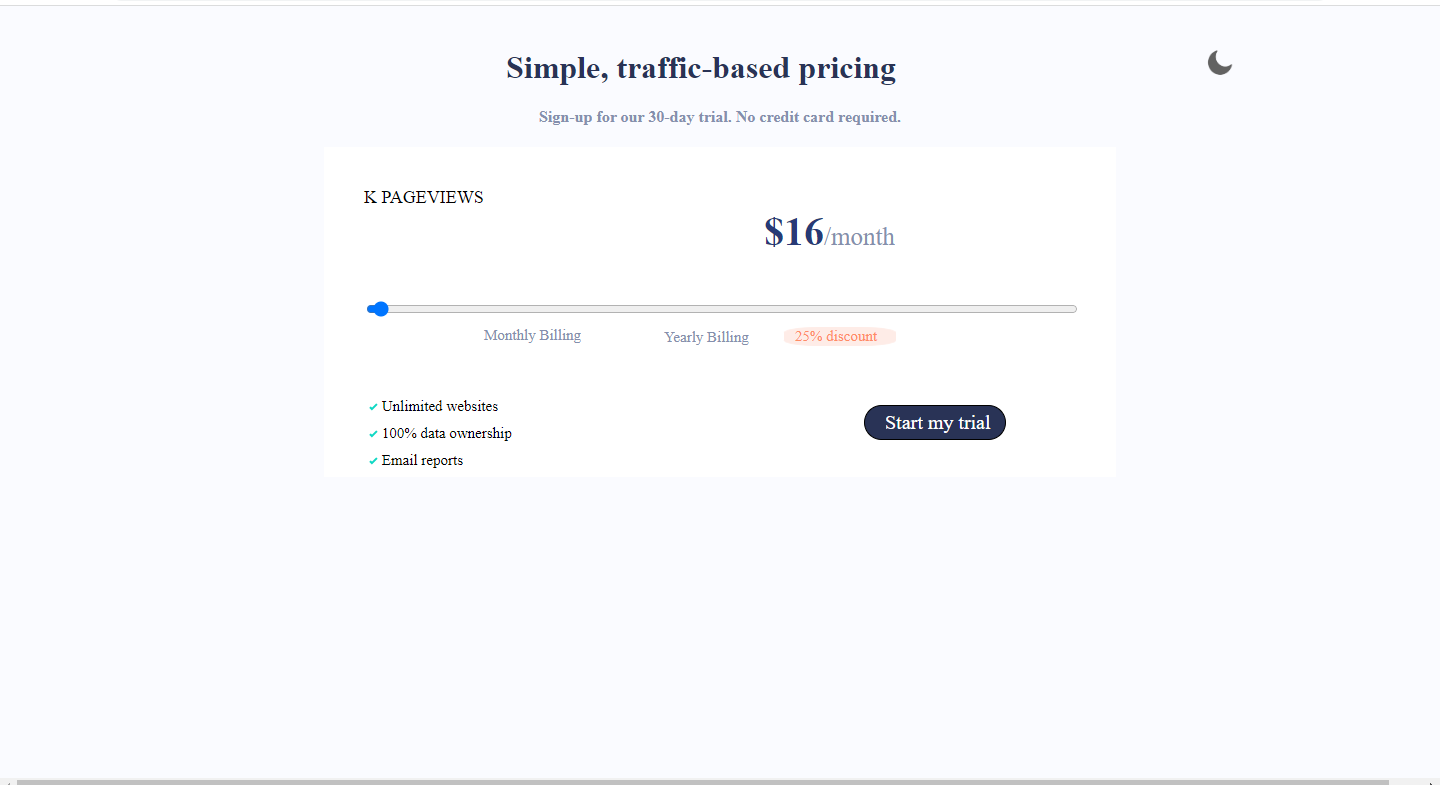 Simple, traffic-based pricing
Sign-up for our 30-day trial. No credit card required.
K PAGEVIEWS
$16/month
Monthly Billing Yearly Billing 25% discount
Unlimited websites
100% data ownership
Email reports
Start my trial